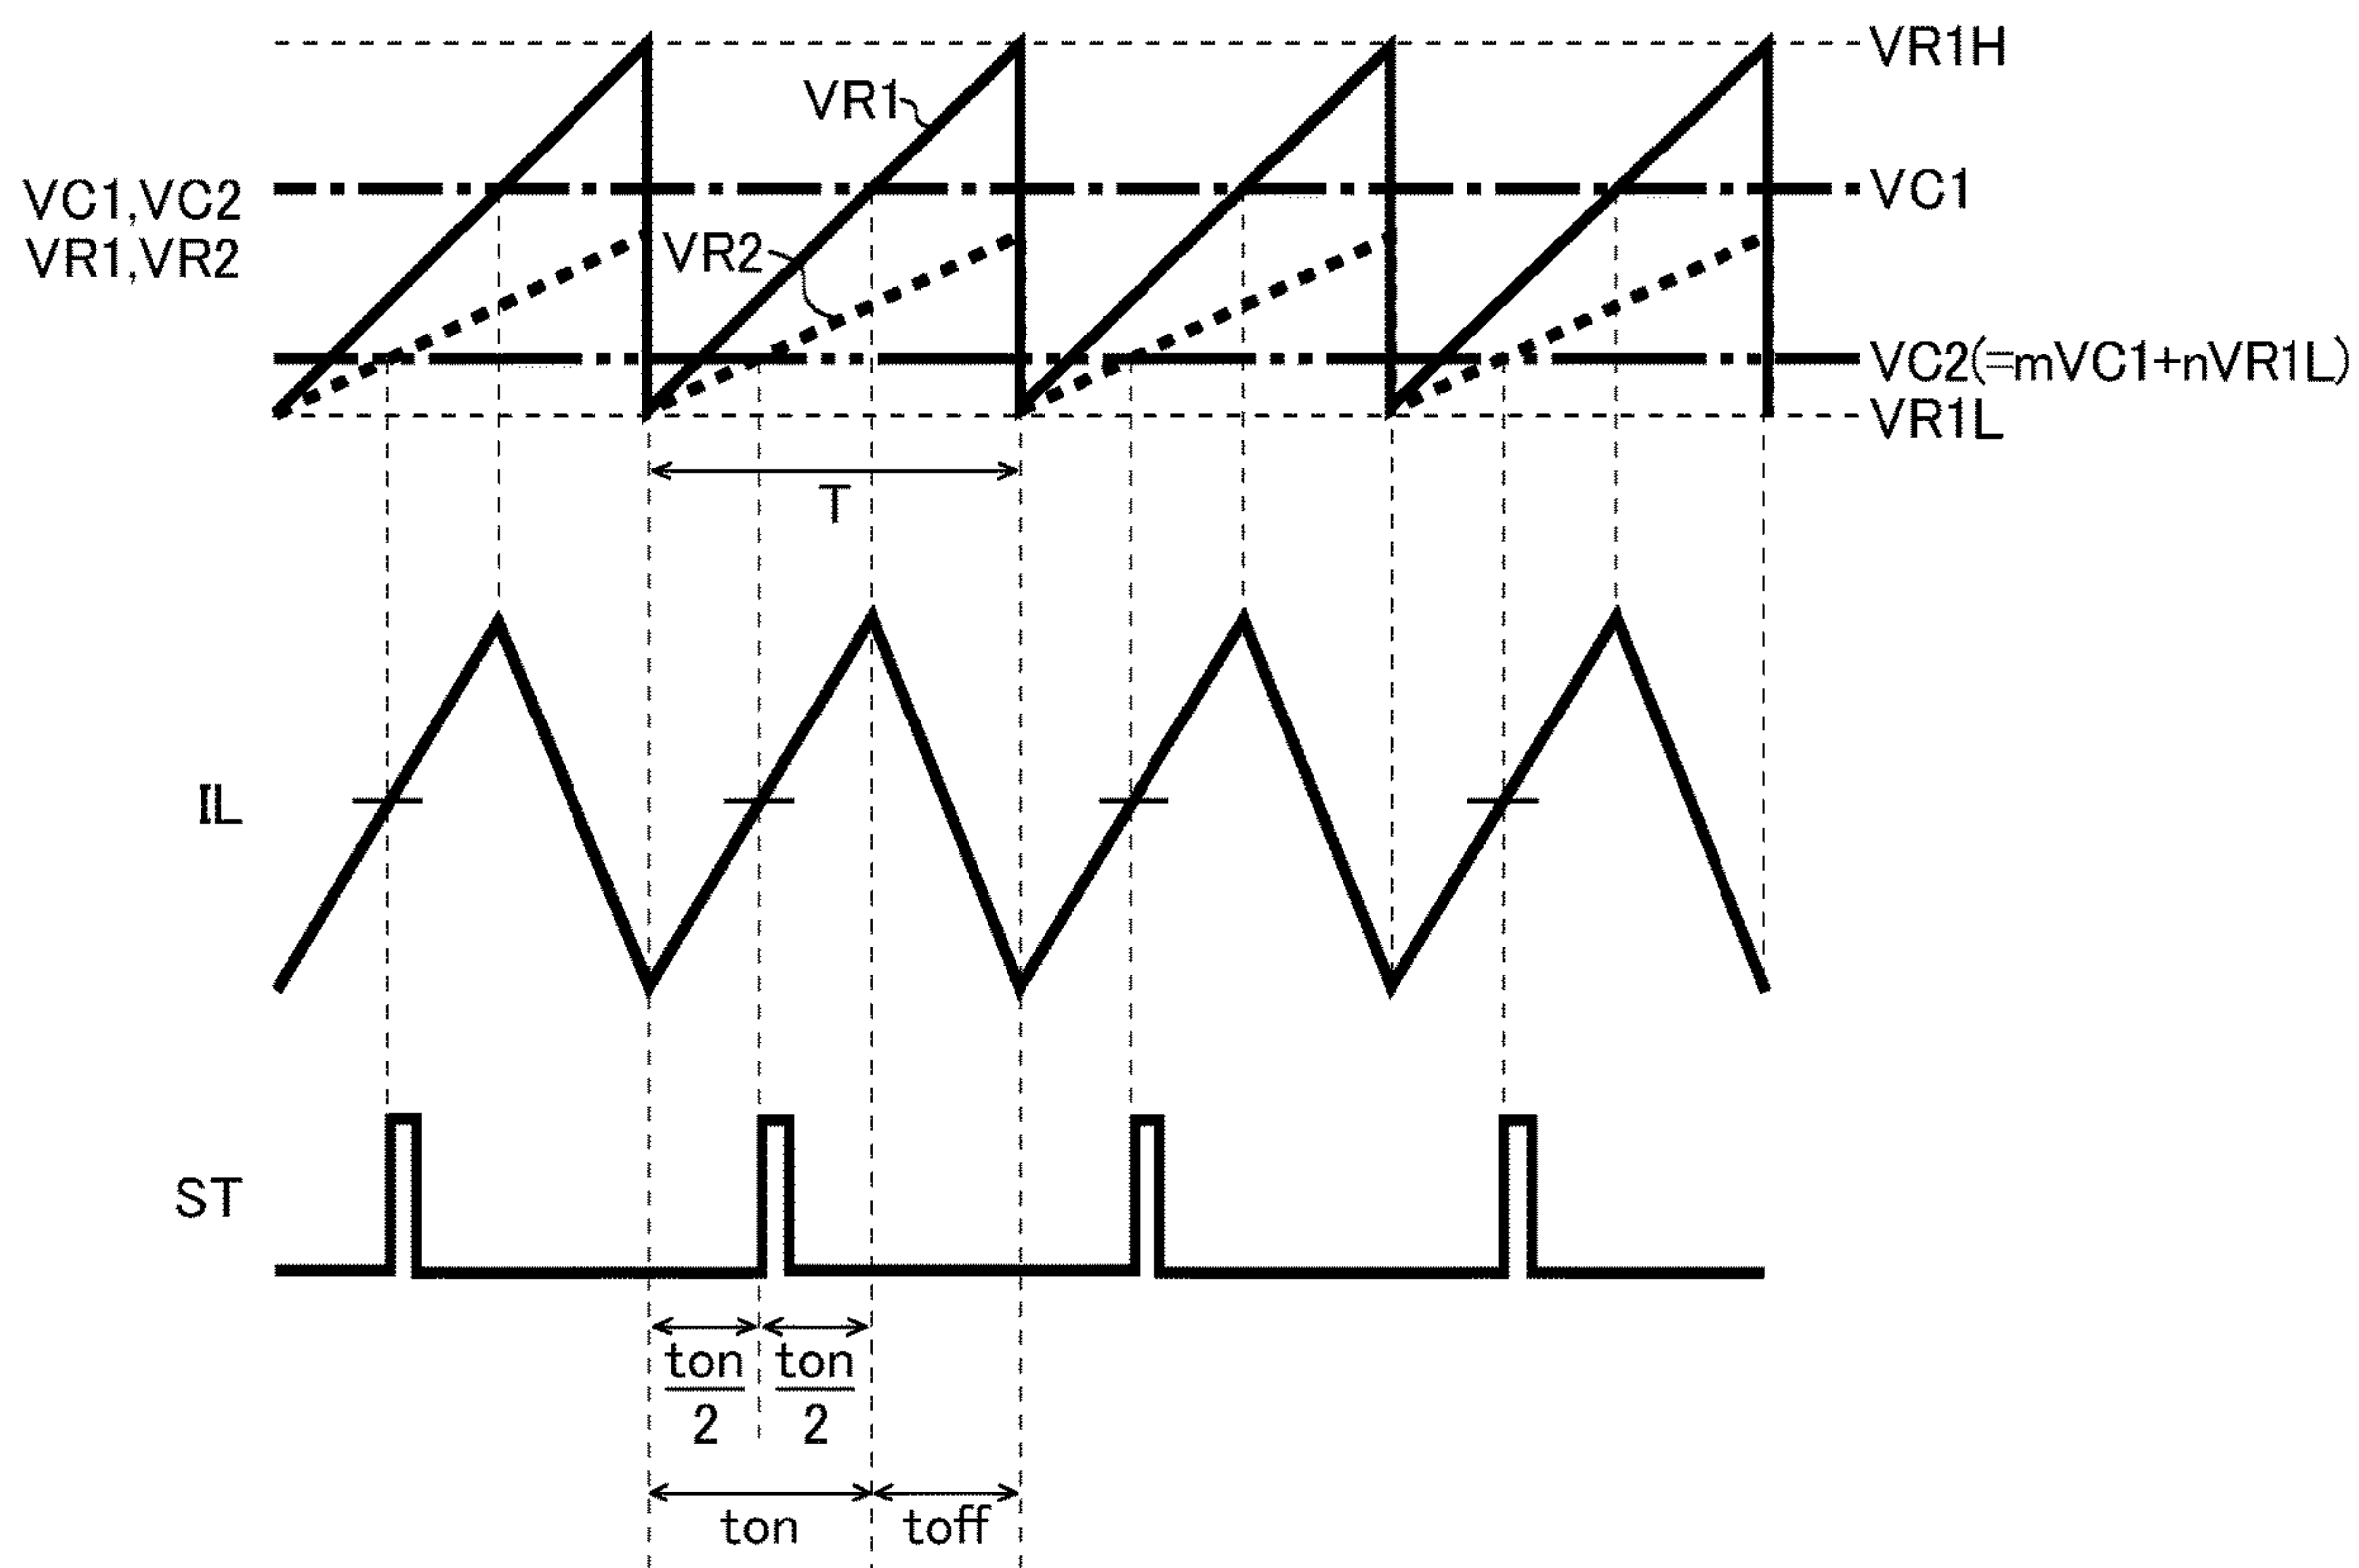 VR1H
VR1
VC1,VC2
VR1,VR2
VC1
VR2
VC2(=mVC1+nVR1L)
VR1L
T
IL
ST
ton
2
ton
2
ton
toff